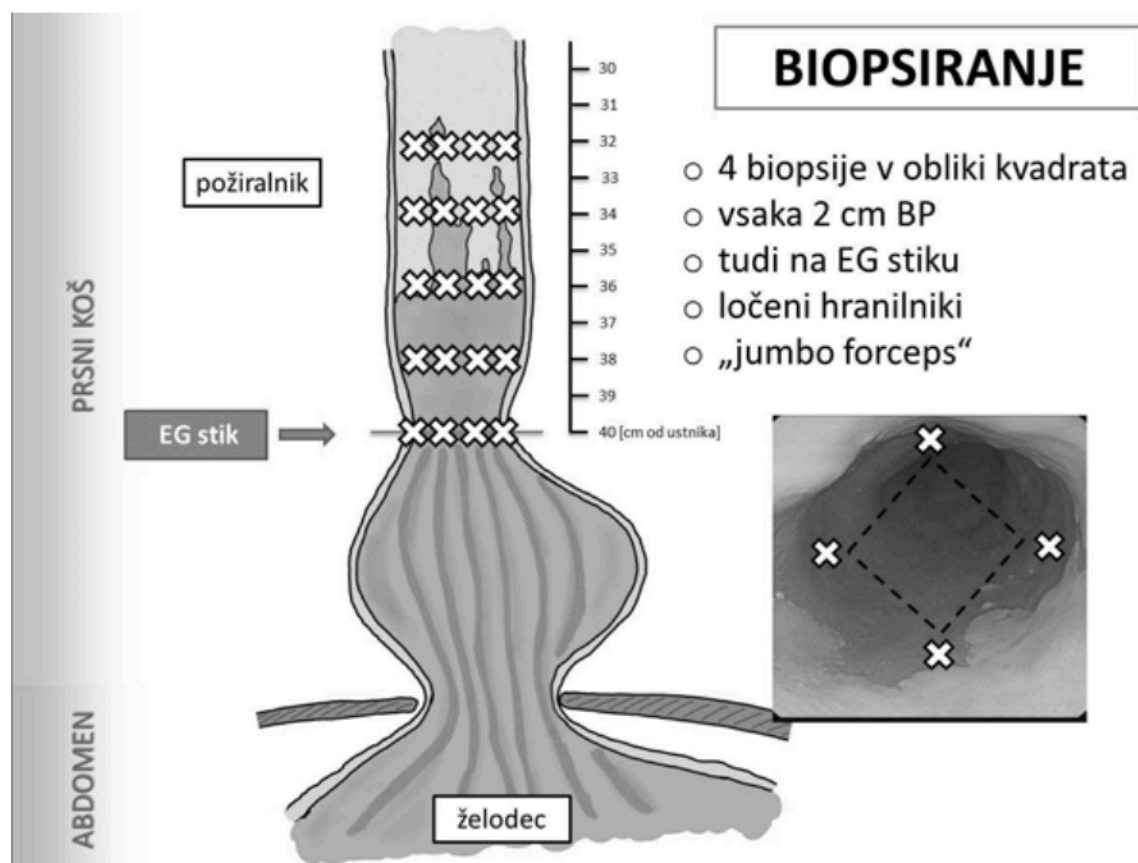 BIOPSIRANJE
○ 4 biopsije v obliki kvadrata
○ vsaka 2 cm BP
○ tudi na EG stiku
○ ločeni hranilniki
○ „jumbo forceps“
požiralnik
30
31
32
33
34
35
36
37
38
39
40 [cm od ustnika]
PRSNI KOŠ
EG stik
ABDOMEN
želodec